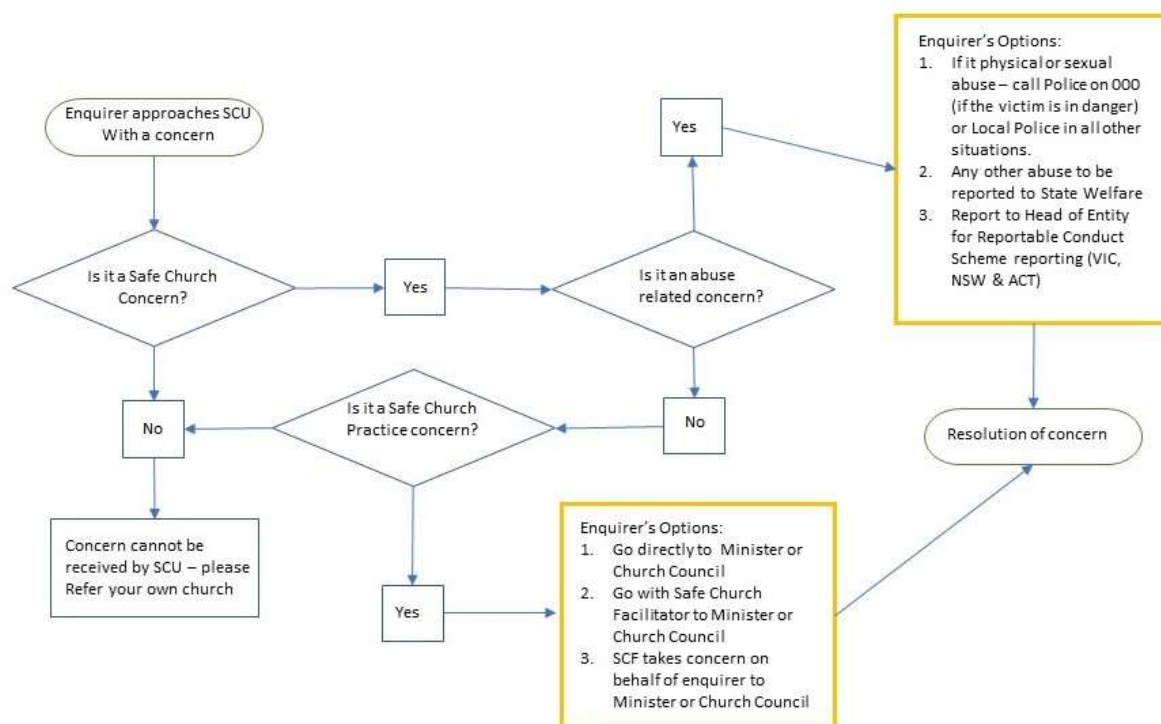 Enquirer approaches SCU
With a concern
Is it a Safe Church
Concern?
Yes
Is it an abuse
related concern?
Yes
Enquirer's Options:
1. If it physical or sexual
abuse – call Police on 000
(if the victim is in danger)
or Local Police in all other
situations.
2. Any other abuse to be
reported to State Welfare
3. Report to Head of Entity
for Reportable Conduct
Scheme reporting (VIC,
NSW & ACT)
No
Is it a Safe Church
Practice concern?
No
Resolution of concern
Concern cannot be
received by SCU – please
Refer your own church
Yes
Enquirer's Options:
1. Go directly to Minister or
Church Council
2. Go with Safe Church
Facilitator to Minister or
Church Council
3. SCF takes concern on
behalf of enquirer to
Minister or Church Council